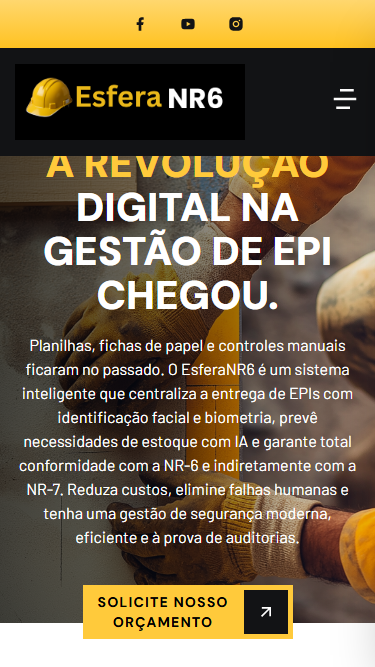 Esfera NR6
A REVOLUÇÃO
DIGITAL NA
GESTÃO DE EPI
CHEGOU.
Planilhas, fichas de papel e controles manuais
ficaram no passado. O EsferaNR6 é um sistema
inteligente que centraliza a entrega de EPIs com
identificação facial e biometria, prevê
necessidades de estoque com IA e garante total
conformidade com a NR-6 e indiretamente com a
NR-7. Reduza custos, elimine falhas humanas e
tenha uma gestão de segurança moderna,
eficiente e à prova de auditorias.
SOLICITE NOSSO
ORÇAMENTO